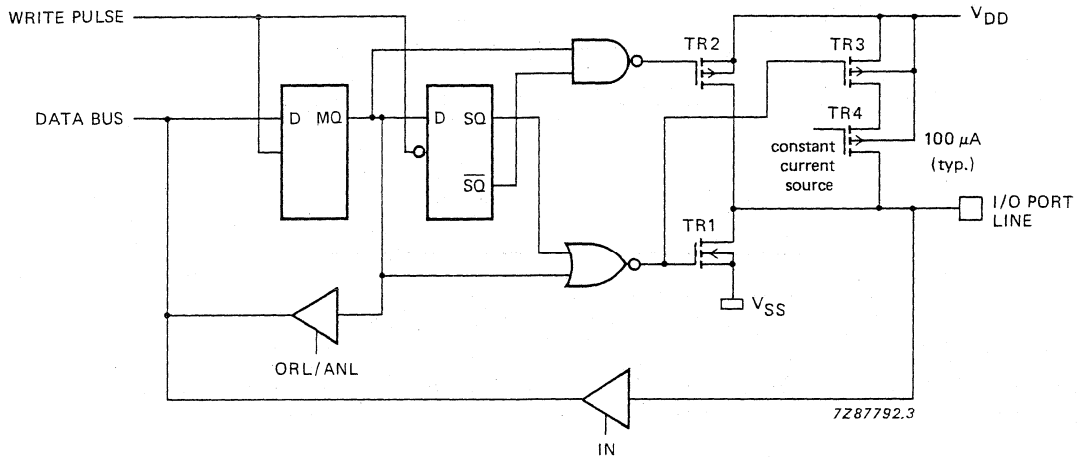 WRITE PULSE
V_DD
TR2
TR3
DATA BUS
D MQ
D SQ
S̅Q̅
TR4
constant
current
source
100 µA
(typ.)
I/O PORT
LINE
TR1
V_SS
ORL/ANL
7Z87792.3
IN